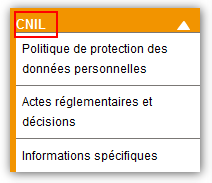 CNIL
Politique de protection des
données personnelles
Actes réglementaires et
décisions
Informations spécifiques